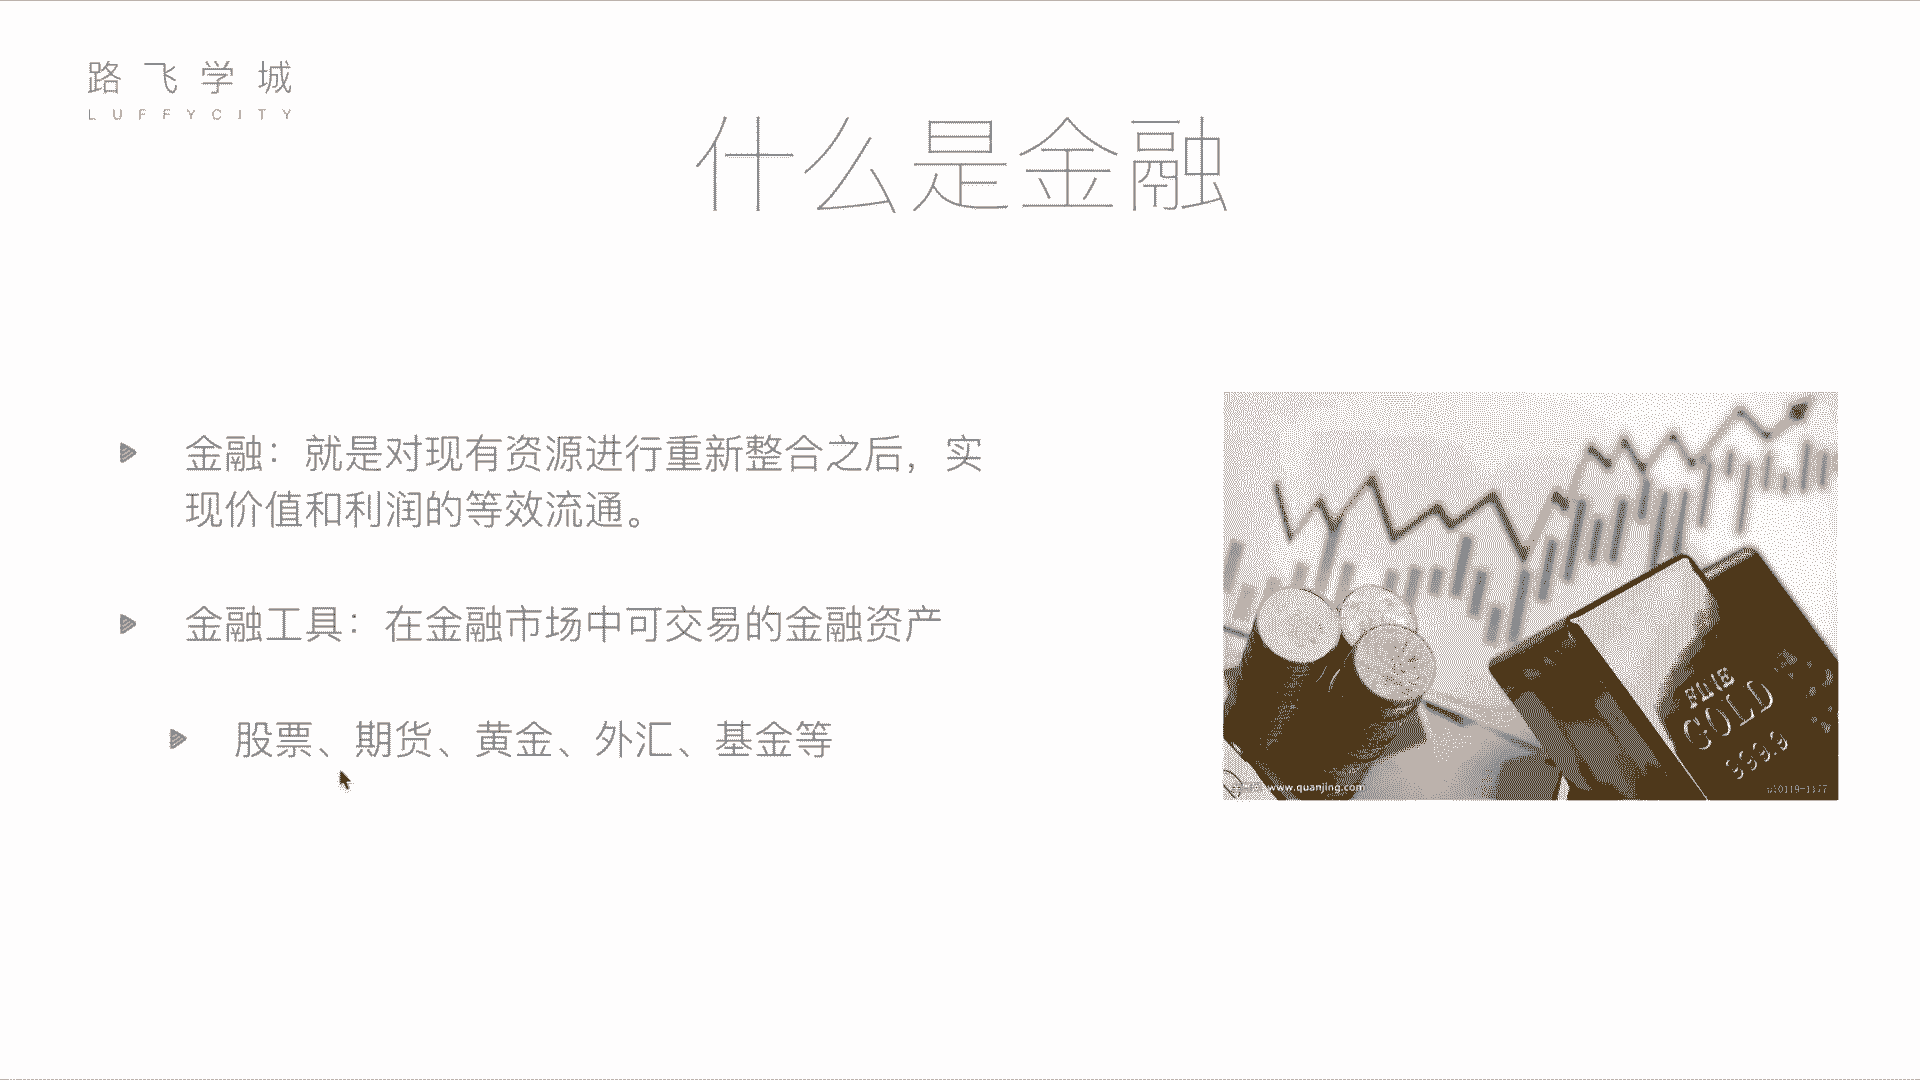 路飞学城
LUFFYCITY
什么是金融
金融：就是对现有资源进行重新整合之后，实
现价值和利润的等效流通。
金融工具：在金融市场中可交易的金融资产
股票、期货、黄金、外汇、基金等
FINE
GOLD
999.9
www.quanjing.com